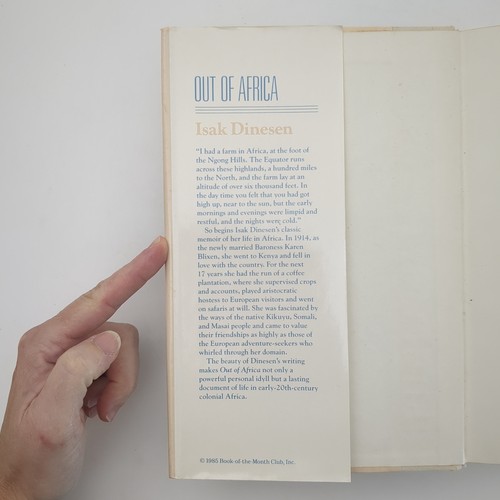 OUT OF AFRICA
Isak Dinesen
"I had a farm in Africa, at the foot of
the Ngong Hills. The Equator runs
across these highlands, a hundred miles
to the North, and the farm lay at an
altitude of over six thousand feet. In
the day time you felt that you had got
high up, near to the sun, but the early
mornings and evenings were limpid and
restful, and the nights were cold."
So begins Isak Dinesen's classic
memoir of her life in Africa. In 1914, as
the newly married Baroness Karen
Blixen, she went to Kenya and fell in
love with the country. For the next
17 years she had the run of a coffee
plantation, where she supervised crops
and accounts, played aristocratic
hostess to European visitors and went
on safaris at will. She was fascinated by
the ways of the native Kikuyu, Somali,
and Masai people and came to value
their friendships as highly as those of
the European adventure-seekers who
whirled through her domain.
The beauty of Dinesen's writing
makes Out of Africa not only a
powerful personal idyll but a lasting
document of life in early-20th-century
colonial Africa.
© 1985 Book-of-the-Month Club, Inc.